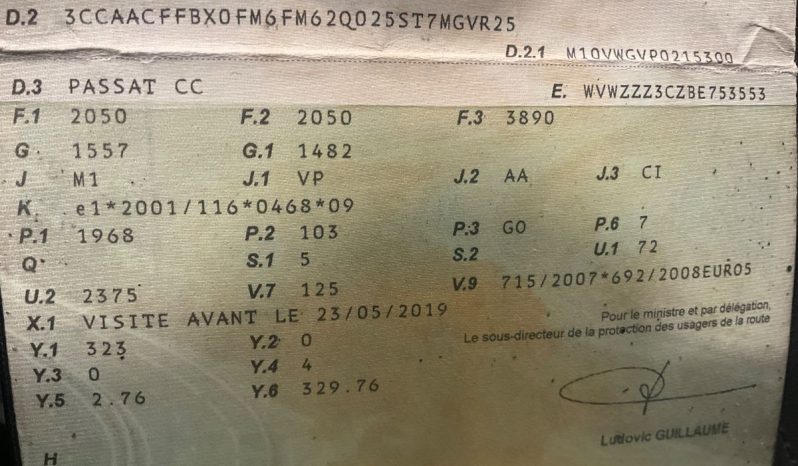 D.2 3CCAACFFBX0FM6FM62Q025ST7MGVR25
D.2.1 M10VWGVP0215300
D.3 PASSAT CC E. WVWZZZ3CZBE753553
F.1 2050 F.2 2050 F.3 3890
G 1557 G.1 1482
J M1 J.1 VP J.2 AA J.3 CI
K e1*2001/116*0468*09
P.1 1968 P.2 103 P.3 GO P.6 7
Q S.1 5 S.2 U.1 72
U.2 2375 V.7 125 V.9 715/2007*692/2008EURO5
X.1 VISITE AVANT LE 23/05/2019
Pour le ministre et par délégation,
Le sous-directeur de la protection des usagers de la route
Y.1 323 Y.2 0
Y.3 0 Y.4 4
Y.5 2.76 Y.6 329.76
Ludovic GUILLAUME
H